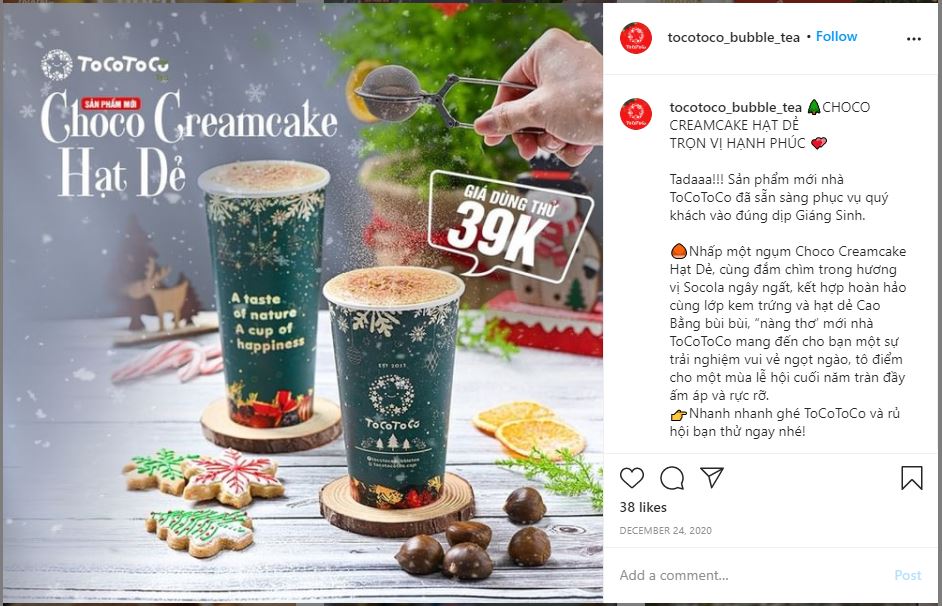 ToCoToCo
Tea
SẢN PHẨM MỚI
Choco Creamcake
Hạt Dẻ
GIÁ DÙNG THỬ
39K
A taste
of nature
A cup of
happiness
EST 2013
ToCoToCo
tocotocobubbletea
tocotocotea.com
tocotoco_bubble_tea • Follow
ToCoToCo
tocotoco_bubble_tea 🌲CHOCO
CREAMCAKE HẠT DẺ
TRỌN VỊ HẠNH PHÚC 💝
Tadaaa!!! Sản phẩm mới nhà
ToCoToCo đã sẵn sàng phục vụ quý
khách vào đúng dịp Giáng Sinh.
🌰Nhấp một ngụm Choco Creamcake
Hạt Dẻ, cùng đắm chìm trong hương
vị Socola ngây ngất, kết hợp hoàn hảo
cùng lớp kem trứng và hạt dẻ Cao
Bằng bùi bùi, “nàng thơ’ mới nhà
ToCoToCo mang đến cho bạn một sự
trải nghiệm vui vẻ ngọt ngào, tô điểm
cho một mùa lễ hội cuối năm tràn đầy
ấm áp và rực rỡ.
👉Nhanh nhanh ghé ToCoToCo và rủ
hội bạn thử ngay nhé!
38 likes
DECEMBER 24, 2020
Add a comment...
Post